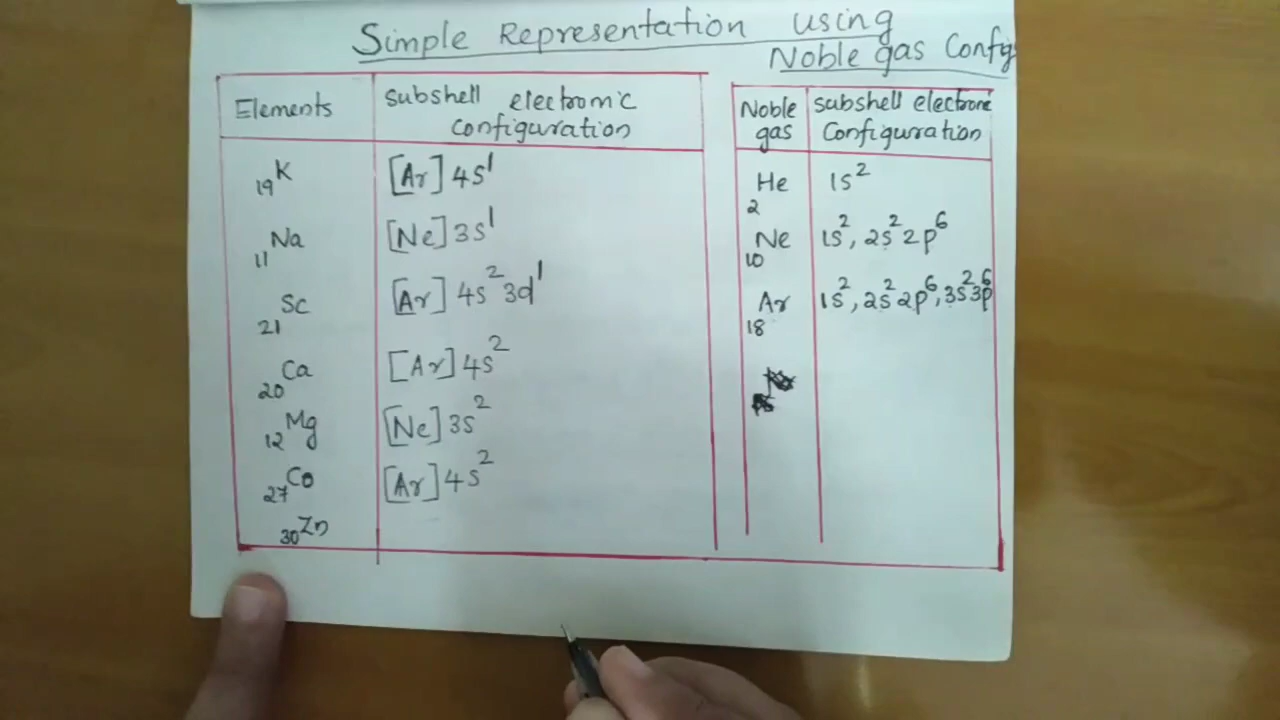 Simple Representation using
Noble gas Config
Elements
subshell electronic
configuration
19K
[Ar] 4s1
11Na
[Ne] 3s1
21Sc
[Ar] 4s2 3d1
20Ca
[Ar] 4s2
12Mg
[Ne] 3s2
27Co
[Ar] 4s2
30Zn
Noble
gas
subshell electronc
Configuration
He
2
1s2
Ne
10
1s2, 2s2 2p6
Ar
18
1s2, 2s2 2p6, 3s2 3p6